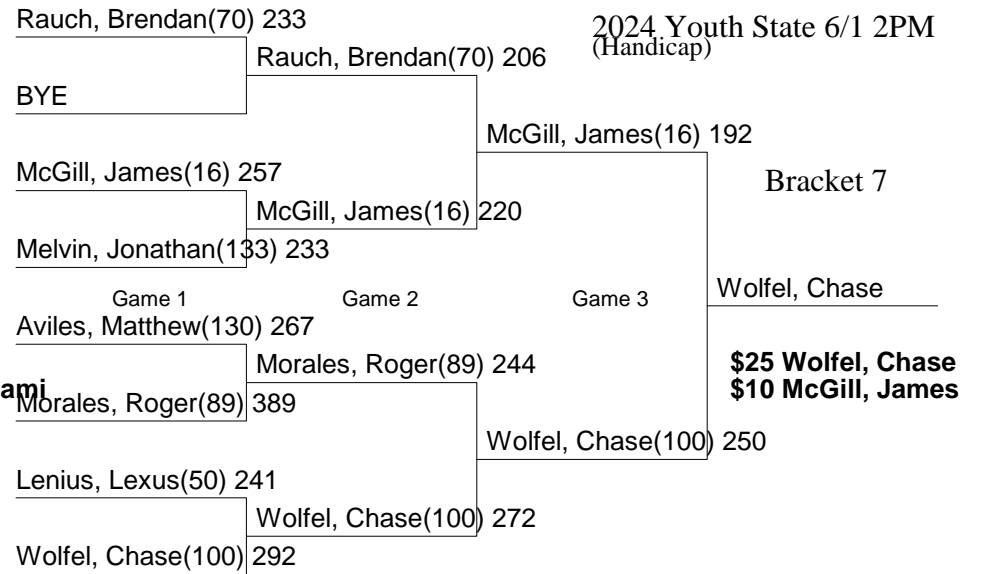 Rauch, Brendan(70) 233
2024 Youth State 6/1 2PM
(Handicap)
Rauch, Brendan(70) 206
BYE
McGill, James(16) 192
McGill, James(16) 257
Bracket 7
McGill, James(16) 220
Melvin, Jonathan(133) 233
Game 1 Game 2 Game 3
Wolfel, Chase
Aviles, Matthew(130) 267
Morales, Roger(89) 244
$25 Wolfel, Chase
$10 McGill, James
ami
Morales, Roger(89) 389
Wolfel, Chase(100) 250
Lenius, Lexus(50) 241
Wolfel, Chase(100) 272
Wolfel, Chase(100) 292